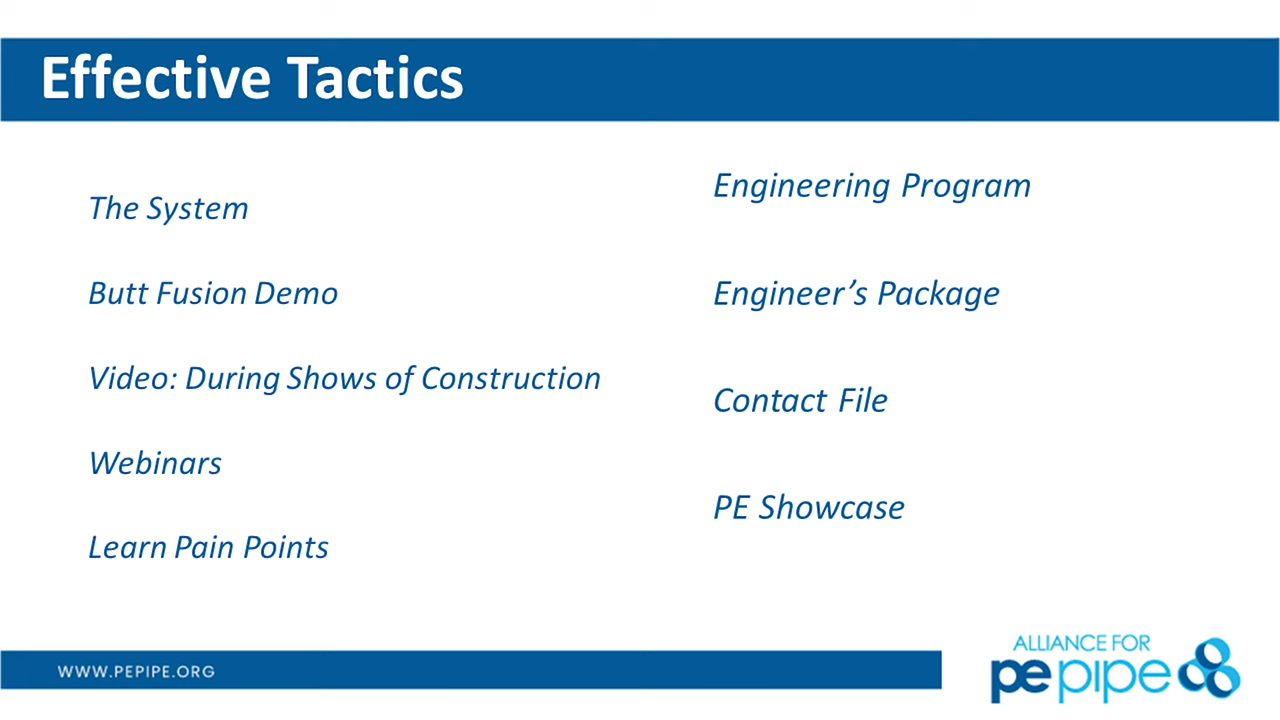 Effective Tactics
The System
Butt Fusion Demo
Video: During Shows of Construction
Webinars
Learn Pain Points
Engineering Program
Engineer’s Package
Contact File
PE Showcase
WWW.PEPIPE.ORG
ALLIANCE FOR
pepipe